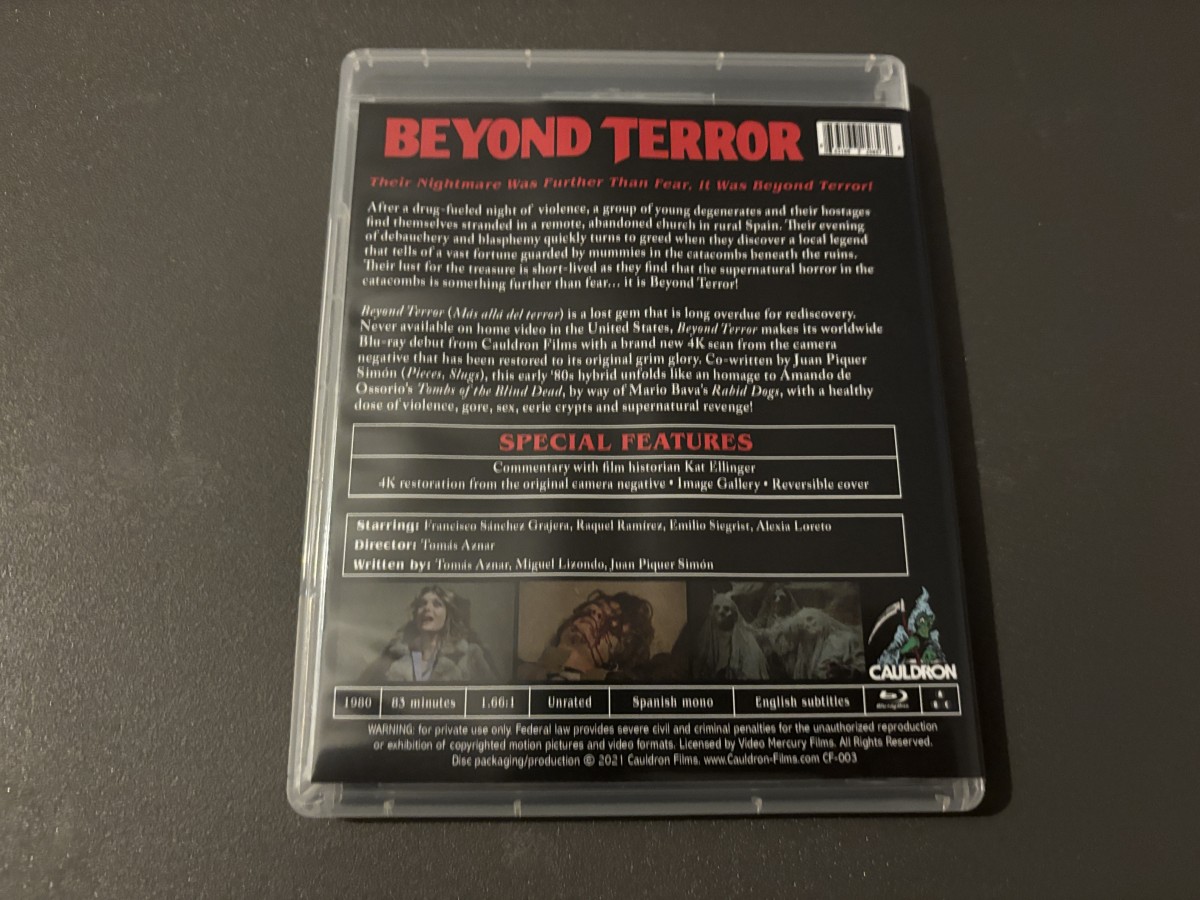 BEYOND TERROR
Their Nightmare Was Further Than Fear, It Was Beyond Terror!
After a drug-fueled night of violence, a group of young degenerates and their hostages
find themselves stranded in a remote, abandoned church in rural Spain. Their evening
of debauchery and blasphemy quickly turns to greed when they discover a local legend
that tells of a vast fortune guarded by mummies in the catacombs beneath the ruins.
Their lust for the treasure is short-lived as they find that the supernatural horror in the
catacombs is something further than fear... it is Beyond Terror!
Beyond Terror (Más allá del terror) is a lost gem that is long overdue for rediscovery.
Never available on home video in the United States, Beyond Terror makes its worldwide
Blu-ray debut from Cauldron Films with a brand new 4K scan from the camera
negative that has been restored to its original grim glory. Co-written by Juan Piquer
Simón (Pieces, Slugs), this early '80s hybrid unfolds like an homage to Amando de
Ossorio's Tombs of the Blind Dead, by way of Mario Bava's Rabid Dogs, with a healthy
dose of violence, gore, sex, eerie crypts and supernatural revenge!
SPECIAL FEATURES
Commentary with film historian Kat Ellinger
4K restoration from the original camera negative • Image Gallery • Reversible cover
Starring: Francisco Sánchez Grajera, Raquel Ramírez, Emilio Siegrist, Alexia Loreto
Director: Tomás Aznar
Written by: Tomás Aznar, Miguel Lizondo, Juan Piquer Simón
CAULDRON
1980 83 minutes 1.66:1 Unrated Spanish mono English subtitles Blu-ray Disc A B C
WARNING: for private use only. Federal law provides severe civil and criminal penalties for the unauthorized reproduction
or exhibition of copyrighted motion pictures and video formats. Licensed by Video Mercury Films. All Rights Reserved.
Disc packaging/production © 2021 Cauldron Films. www.Cauldron-Films.com CF-003